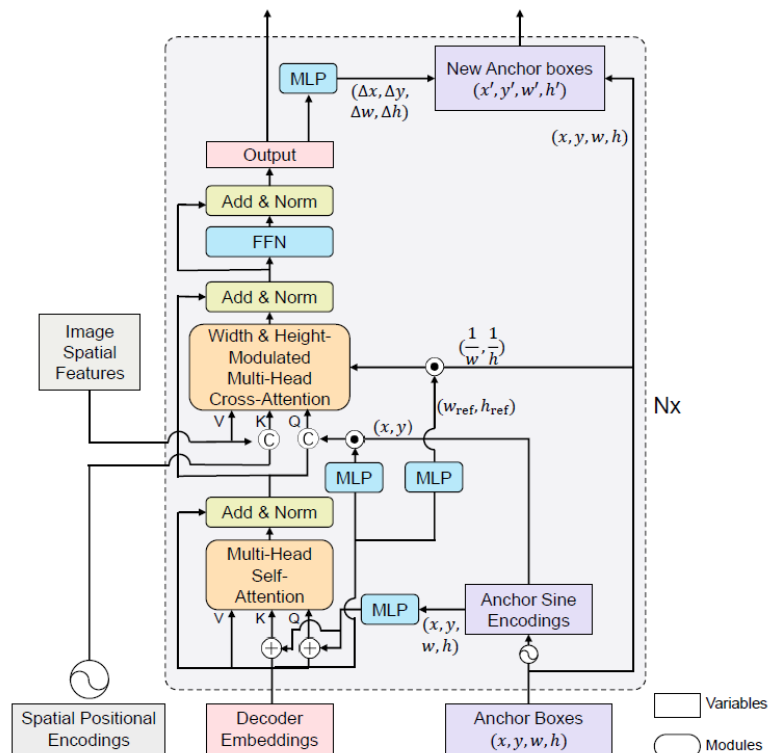 MLP
(Δx, Δy,
Δw, Δh)
New Anchor boxes
(x′, y′, w′, h′)
(x, y, w, h)
Output
Add & Norm
FFN
Add & Norm
Image
Spatial
Features
Width & Height-
Modulated
Multi-Head
Cross-Attention
(1/w, 1/h)
Nx
V
K
Q
(w_ref, h_ref)
C
C
(x, y)
MLP
MLP
Add & Norm
Multi-Head
Self-
Attention
V
K
Q
MLP
(x, y,
w, h)
Anchor Sine
Encodings
Spatial Positional
Encodings
Decoder
Embeddings
Anchor Boxes
(x, y, w, h)
Variables
Modules